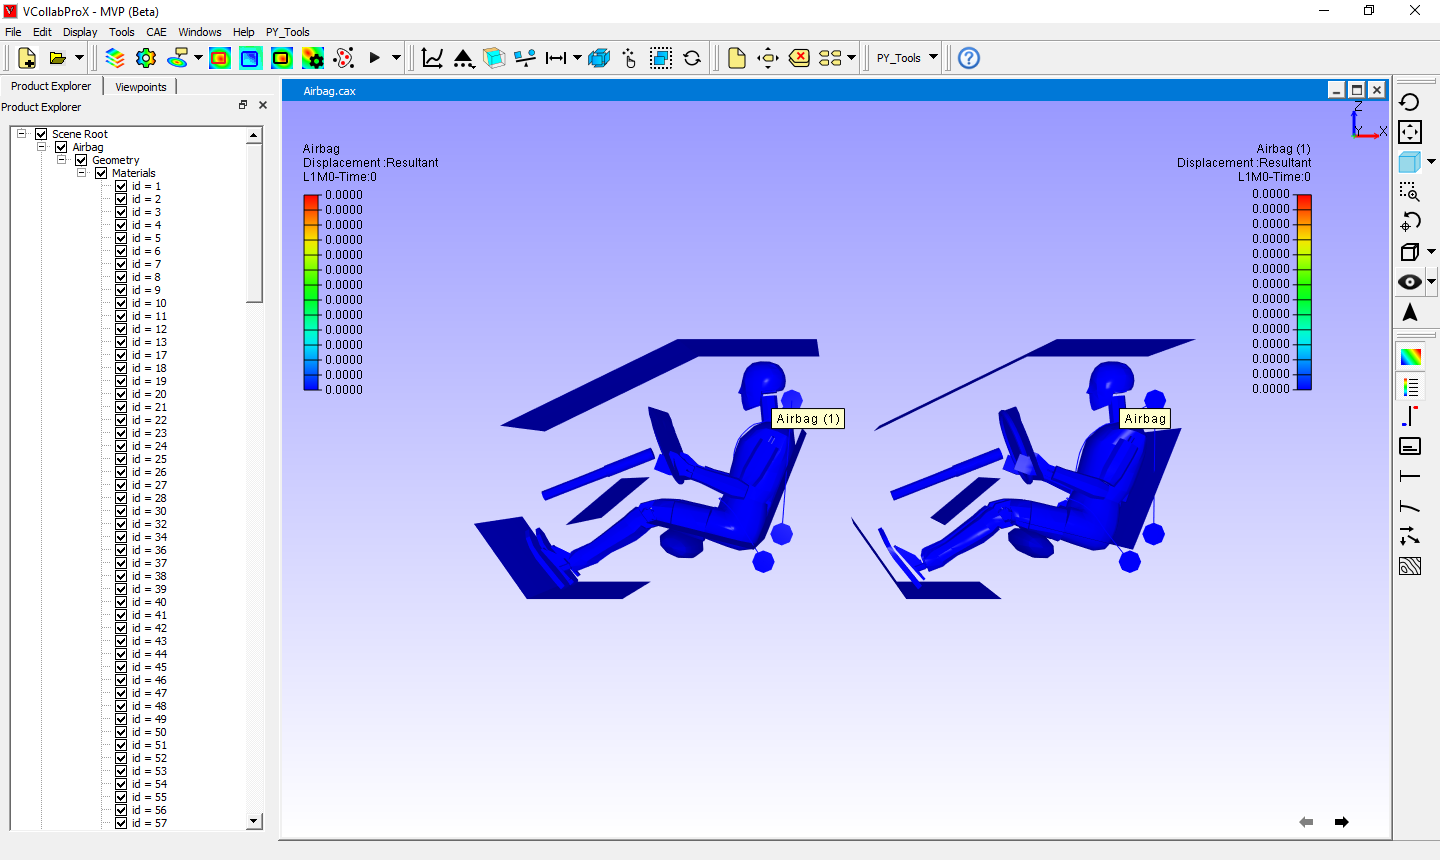 VCollabProX - MVP (Beta)
File Edit Display Tools CAE Windows Help PY_Tools
PY_Tools
Product Explorer Viewpoints
Product Explorer
Scene Root
Airbag
Geometry
Materials
id = 1
id = 2
id = 3
id = 4
id = 5
id = 6
id = 7
id = 8
id = 9
id = 10
id = 11
id = 12
id = 13
id = 17
id = 18
id = 19
id = 20
id = 21
id = 22
id = 23
id = 24
id = 25
id = 26
id = 27
id = 28
id = 30
id = 32
id = 34
id = 36
id = 37
id = 38
id = 39
id = 40
id = 41
id = 42
id = 43
id = 44
id = 45
id = 46
id = 47
id = 48
id = 49
id = 50
id = 51
id = 52
id = 53
id = 54
id = 55
id = 56
id = 57
Airbag.cax
Airbag
Displacement :Resultant
L1M0-Time:0
0.0000
0.0000
0.0000
0.0000
0.0000
0.0000
0.0000
0.0000
0.0000
0.0000
0.0000
0.0000
0.0000
0.0000
Airbag (1)
Displacement :Resultant
L1M0-Time:0
0.0000
0.0000
0.0000
0.0000
0.0000
0.0000
0.0000
0.0000
0.0000
0.0000
0.0000
0.0000
0.0000
0.0000
Z
Y X
Airbag (1)
Airbag